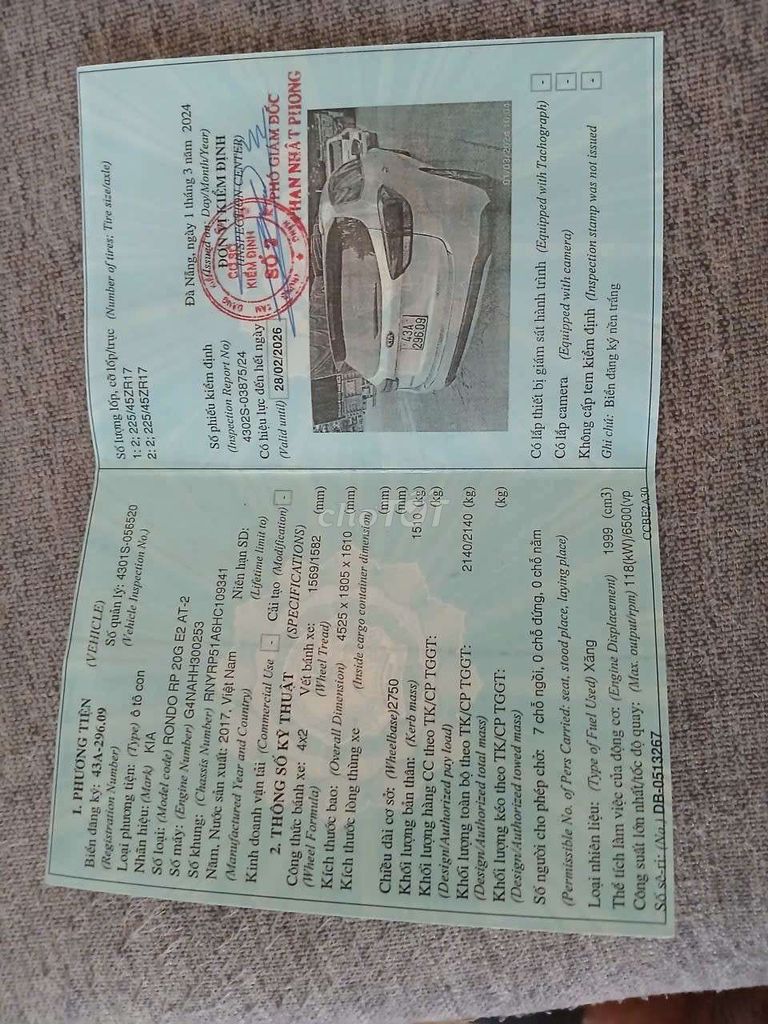 1. PHƯƠNG TIỆN (VEHICLE)
Biển đăng ký: 43A-296.09 Số quản lý: 4301S-056520
(Registration Number) (Vehicle Inspection No.)
Loại phương tiện: (Type) ô tô con
Nhãn hiệu: (Mark) KIA
Số loại: (Model code) RONDO RP 20G E2 AT-2
Số máy: (Engine Number) G4NAHH300253
Số khung: (Chassis Number) RNYRP51A6HC109341
Năm, Nước sản xuất: 2017, Việt Nam Niên hạn SD:
(Manufactured Year and Country) (Lifetime limit to)
Kinh doanh vận tải (Commercial Use - Cải tạo (Modification) -
2. THÔNG SỐ KỸ THUẬT (SPECIFICATIONS)
Công thức bánh xe: 4x2 Vết bánh xe: 1569/1582 (mm)
(Wheel Formula) (Wheel Tread)
Kích thước bao: (Overall Dimension) 4525 x 1805 x 1610 (mm)
Kích thước lòng thùng xe (Inside cargo container dimension
(mm)
Chiều dài cơ sở: (Wheelbase) 2750 (mm)
Khối lượng bản thân: (Kerb mass) 1510 (kg)
Khối lượng hàng CC theo TK/CP TGGT: (kg)
(Design/Authorized pay load)
Khối lượng toàn bộ theo TK/CP TGGT: 2140/2140 (kg)
(Design/Authorized total mass)
Khối lượng kéo theo TK/CP TGGT: (kg)
(Design/Authorized towed mass)
Số người cho phép chở: 7 chỗ ngồi, 0 chỗ đứng, 0 chỗ nằm
(Permissible No. of Pers Carried: seat, stood place, laying place)
Loại nhiên liệu: (Type of Fuel Used) Xăng
Thể tích làm việc của động cơ: (Engine Displacement) 1999 (cm3)
Công suất lớn nhất/tốc độ quay: (Max. output/rpm) 118(kW)/6500(vp
Số sê-ri: (No.) DB-0513267 CCBE2A30
Số lượng lốp, cỡ lốp/trục (Number of tires; Tire size/axle)
1: 2; 225/45ZR17
2: 2; 225/45ZR17
Số phiếu kiểm định
(Inspection Report No)
4302S-03875/24
Có hiệu lực đến hết ngày
(Valid until) 28/02/2026
Đà Nẵng, ngày 1 tháng 3 năm 2024
(Issued on: Day/Month/Year)
ĐƠN VỊ KIỂM ĐỊNH
(INSPECTION CENTER)
CƠ SỞ
KIỂM ĐỊNH
SỐ 2
PHÓ GIÁM ĐỐC
PHAN NHẬT PHONG
43A
296.09
01/03/2024
Có lắp thiết bị giám sát hành trình (Equipped with Tachograph) -
Có lắp camera (Equipped with camera) -
Không cấp tem kiểm định (Inspection stamp was not issued -
Ghi chú: Biển đăng ký nền trắng
choTỐT